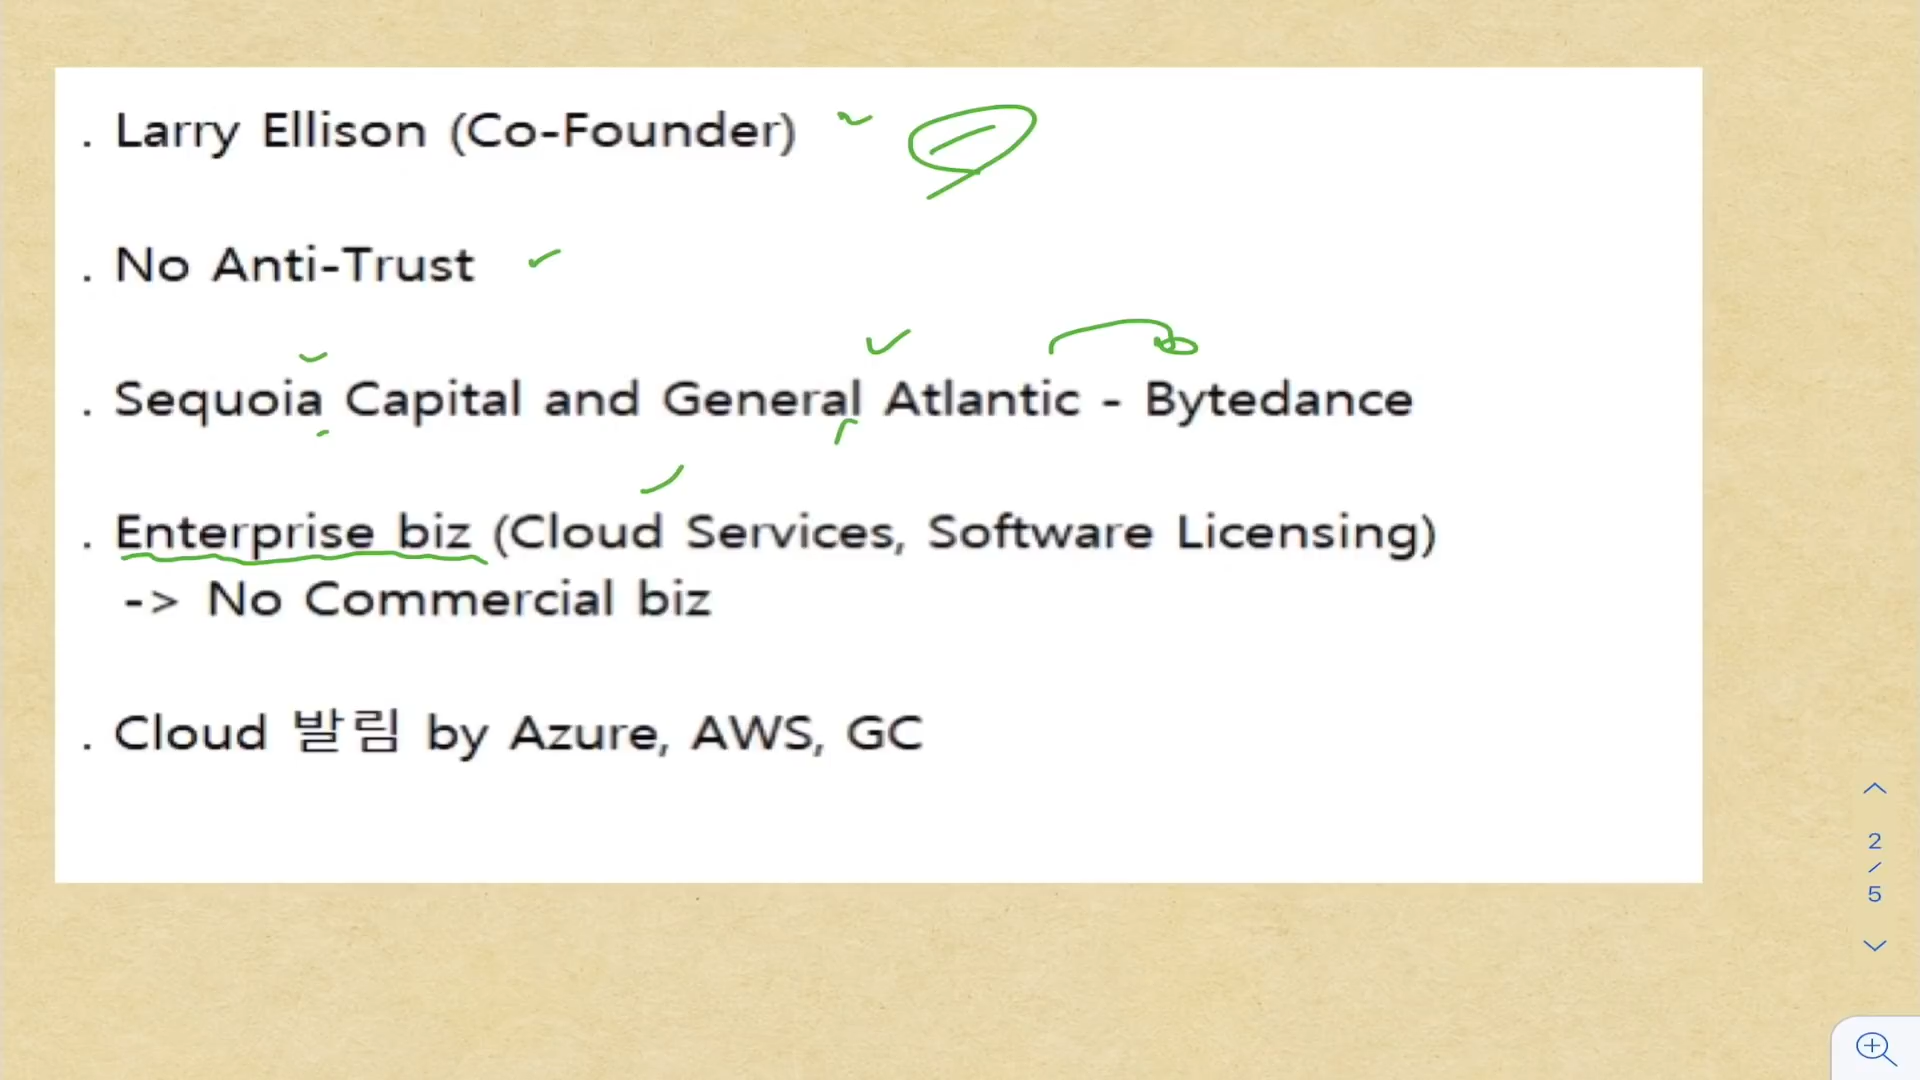 . Larry Ellison (Co-Founder)
. No Anti-Trust
. Sequoia Capital and General Atlantic - Bytedance
. Enterprise biz (Cloud Services, Software Licensing)
-> No Commercial biz
. Cloud 발림 by Azure, AWS, GC
2
/
5